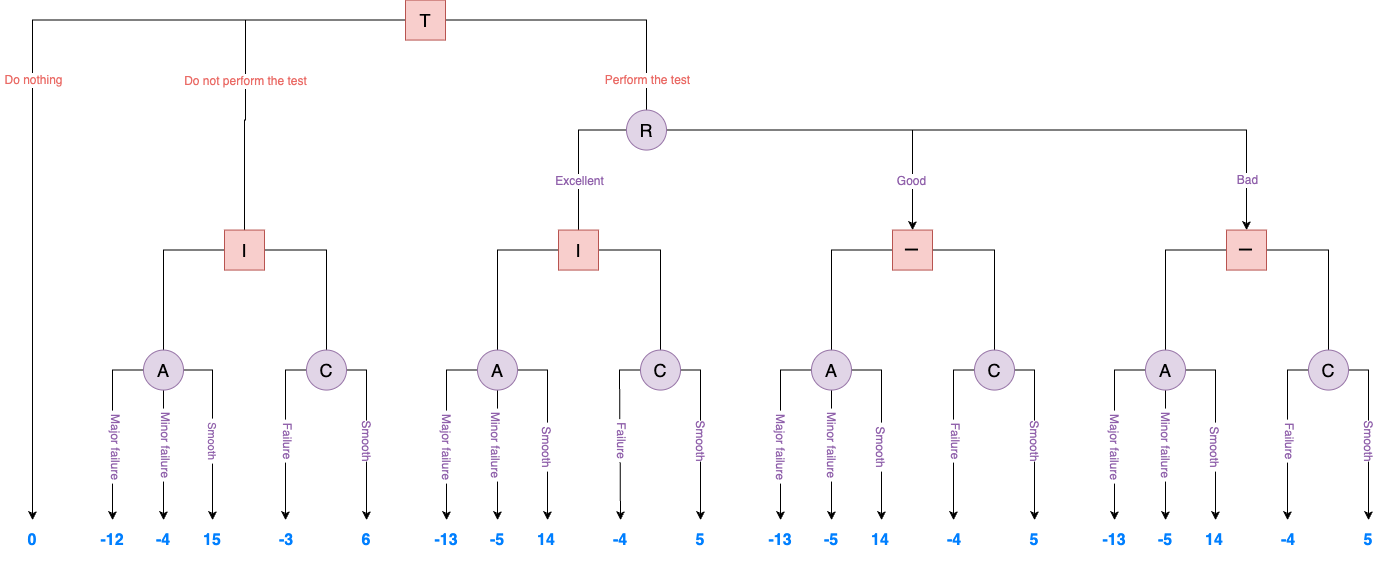 T
Do nothing
Do not perform the test
Perform the test
R
Excellent
Good
Bad
I
I
I
I
A
C
A
C
A
C
A
C
Major failure
Minor failure
Smooth
Failure
Smooth
Major failure
Minor failure
Smooth
Failure
Smooth
Major failure
Minor failure
Smooth
Failure
Smooth
Major failure
Minor failure
Smooth
Failure
Smooth
0
-12
-4
15
-3
6
-13
-5
14
-4
5
-13
-5
14
-4
5
-13
-5
14
-4
5